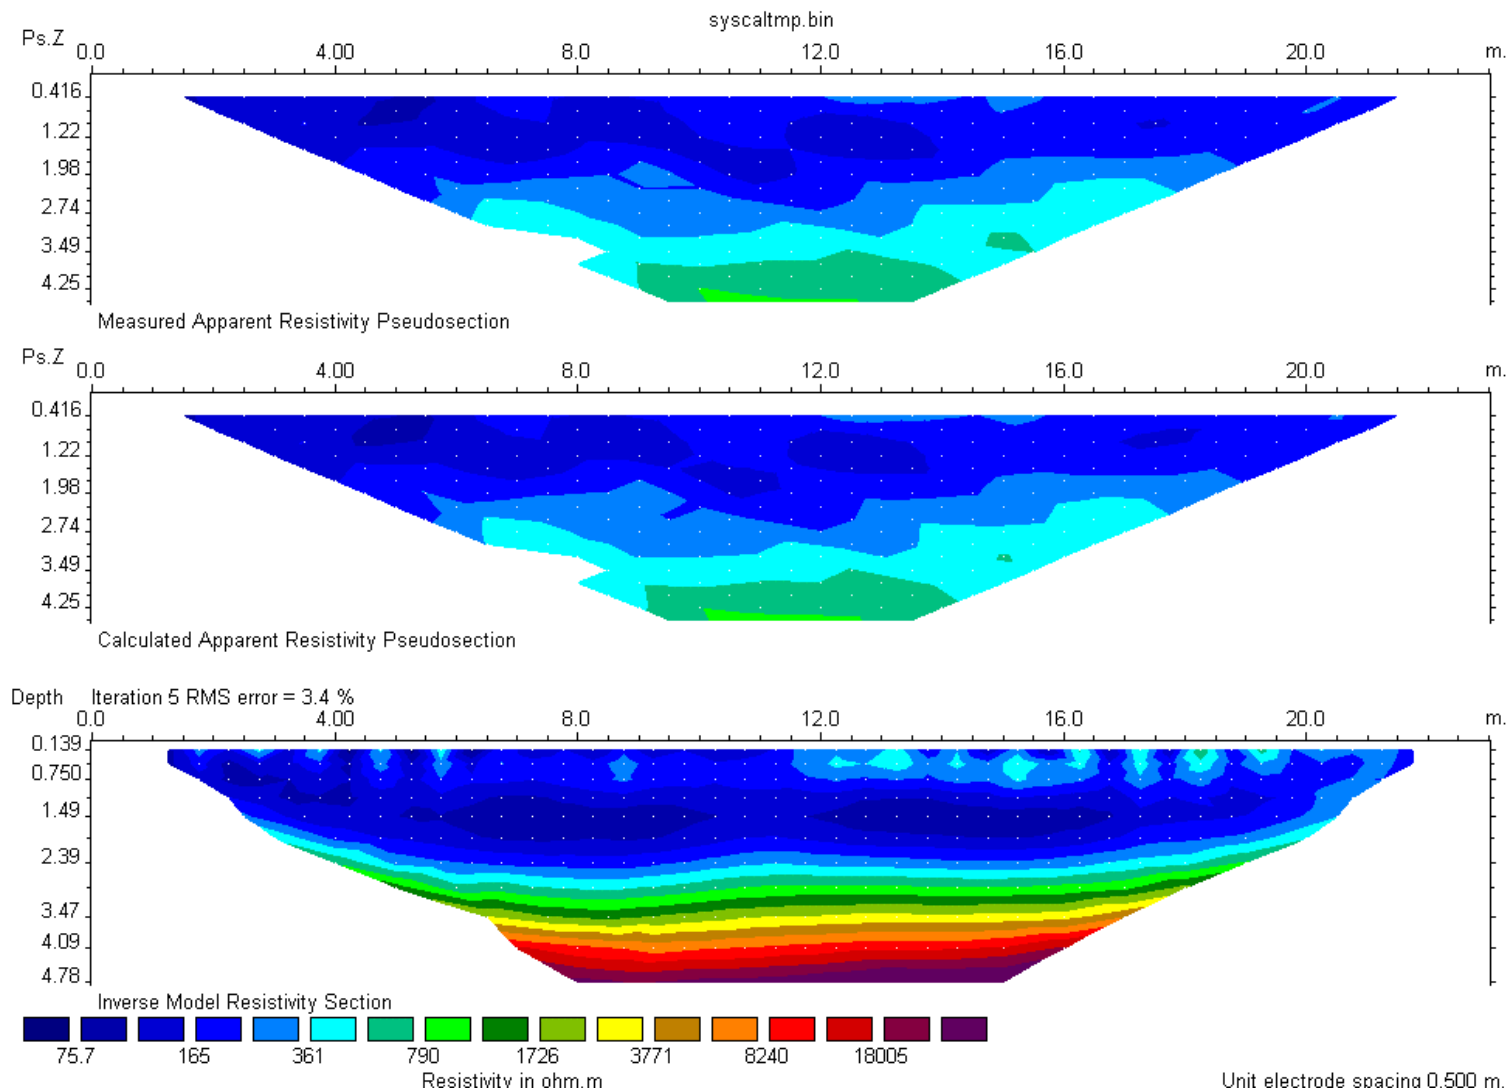 syscaltmp.bin
Ps.Z 0.0 4.00 8.0 12.0 16.0 20.0 m.
0.416
1.22
1.98
2.74
3.49
4.25
Measured Apparent Resistivity Pseudosection
Ps.Z 0.0 4.00 8.0 12.0 16.0 20.0 m.
0.416
1.22
1.98
2.74
3.49
4.25
Calculated Apparent Resistivity Pseudosection
Depth Iteration 5 RMS error = 3.4 %
0.0 4.00 8.0 12.0 16.0 20.0 m.
0.139
0.750
1.49
2.39
3.47
4.09
4.78
Inverse Model Resistivity Section
75.7 165 361 790 1726 3771 8240 18005
Resistivity in ohm.m Unit electrode spacing 0.500 m.